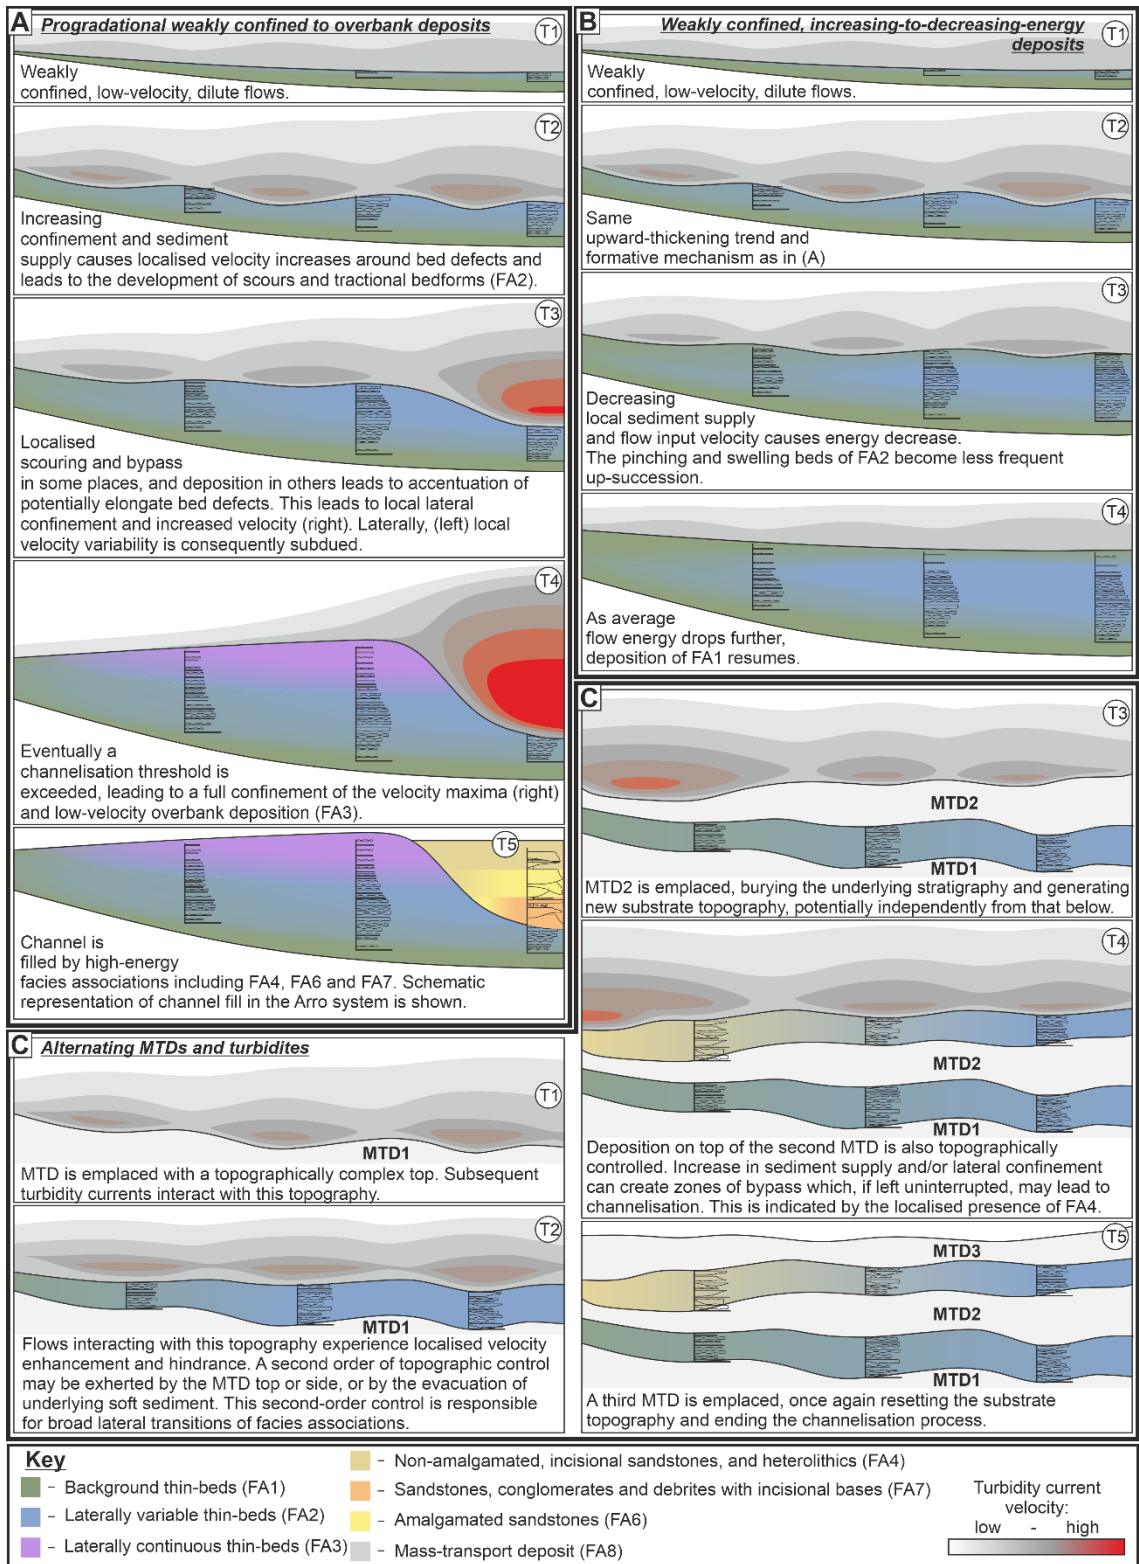 A Progradational weakly confined to overbank deposits
T1
Weakly
confined, low-velocity, dilute flows.
T2
Increasing
confinement and sediment
supply causes localised velocity increases around bed defects and
leads to the development of scours and tractional bedforms (FA2).
T3
Localised
scouring and bypass
in some places, and deposition in others leads to accentuation of
potentially elongate bed defects. This leads to local lateral
confinement and increased velocity (right). Laterally, (left) local
velocity variability is consequently subdued.
T4
Eventually a
channelisation threshold is
exceeded, leading to a full confinement of the velocity maxima (right)
and low-velocity overbank deposition (FA3).
T5
Channel is
filled by high-energy
facies associations including FA4, FA6 and FA7. Schematic
representation of channel fill in the Arro system is shown.
B Weakly confined, increasing-to-decreasing-energy
deposits
T1
Weakly
confined, low-velocity, dilute flows.
T2
Same
upward-thickening trend and
formative mechanism as in (A)
T3
Decreasing
local sediment supply
and flow input velocity causes energy decrease.
The pinching and swelling beds of FA2 become less frequent
up-succession.
T4
As average
flow energy drops further,
deposition of FA1 resumes.
C Alternating MTDs and turbidites
T1
MTD1
MTD is emplaced with a topographically complex top. Subsequent
turbidity currents interact with this topography.
T2
MTD1
Flows interacting with this topography experience localised velocity
enhancement and hindrance. A second order of topographic control
may be exherted by the MTD top or side, or by the evacuation of
underlying soft sediment. This second-order control is responsible
for broad lateral transitions of facies associations.
C
T3
MTD2
MTD1
MTD2 is emplaced, burying the underlying stratigraphy and generating
new substrate topography, potentially independently from that below.
T4
MTD2
MTD1
Deposition on top of the second MTD is also topographically
controlled. Increase in sediment supply and/or lateral confinement
can create zones of bypass which, if left uninterrupted, may lead to
channelisation. This is indicated by the localised presence of FA4.
T5
MTD3
MTD2
MTD1
A third MTD is emplaced, once again resetting the substrate
topography and ending the channelisation process.
Key
- Background thin-beds (FA1)
- Laterally variable thin-beds (FA2)
- Laterally continuous thin-beds (FA3)
- Non-amalgamated, incisional sandstones, and heterolithics (FA4)
- Sandstones, conglomerates and debrites with incisional bases (FA7)
- Amalgamated sandstones (FA6)
- Mass-transport deposit (FA8)
Turbidity current
velocity:
low - high